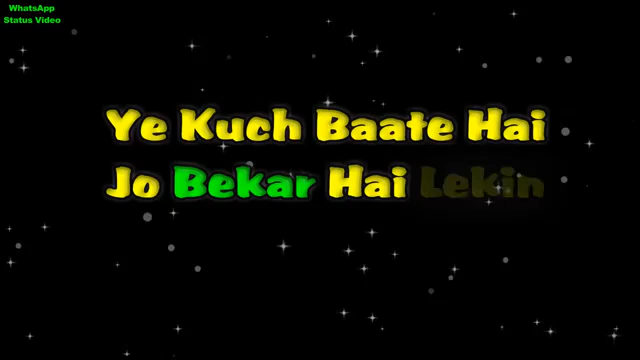 WhatsApp
Status Video
Ye Kuch Baate Hai
Jo Bekar Hai Lekin